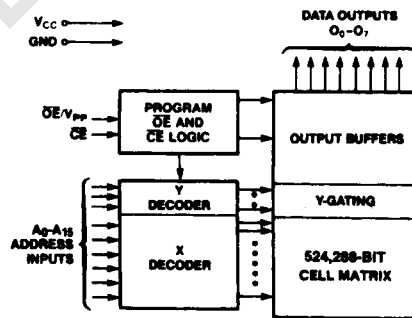 VCC
GND
DATA OUTPUTS
O0-O7
OE/VPP
CE
PROGRAM
OE AND
CE LOGIC
OUTPUT BUFFERS
Y
DECODER
Y-GATING
A0-A15
ADDRESS
INPUTS
X
DECODER
524,288-BIT
CELL MATRIX